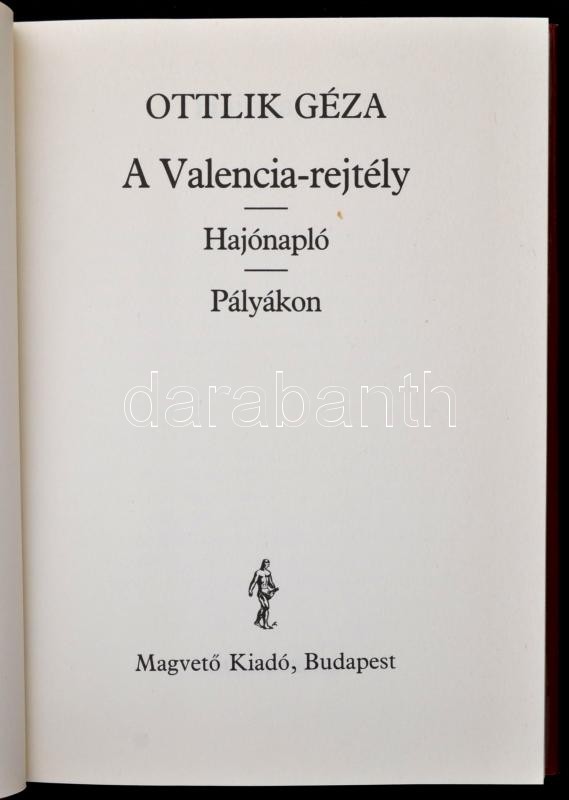 OTTLIK GÉZA
A Valencia-rejtély
Hajónapló
Pályákon
darabanth
Magvető Kiadó, Budapest